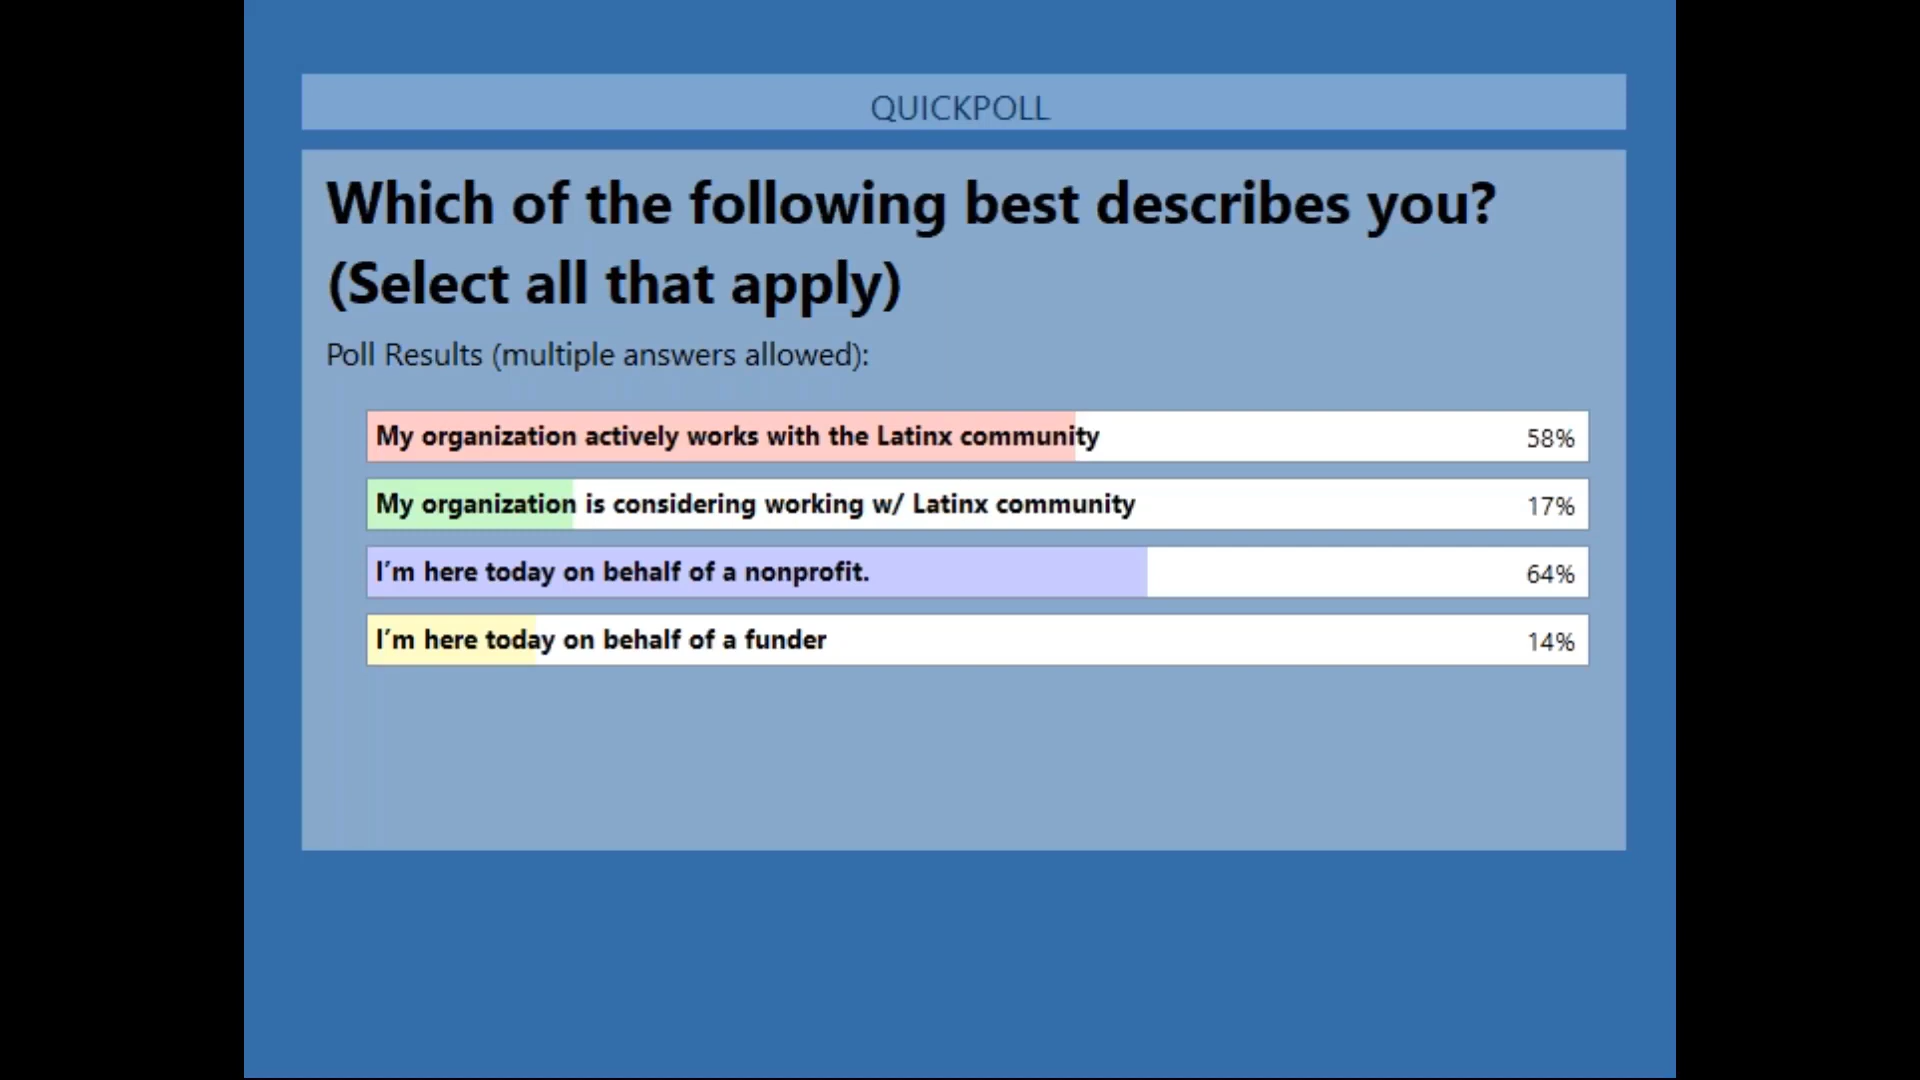 QUICKPOLL
Which of the following best describes you?
(Select all that apply)
Poll Results (multiple answers allowed):
My organization actively works with the Latinx community 58%
My organization is considering working w/ Latinx community 17%
I'm here today on behalf of a nonprofit. 64%
I'm here today on behalf of a funder 14%